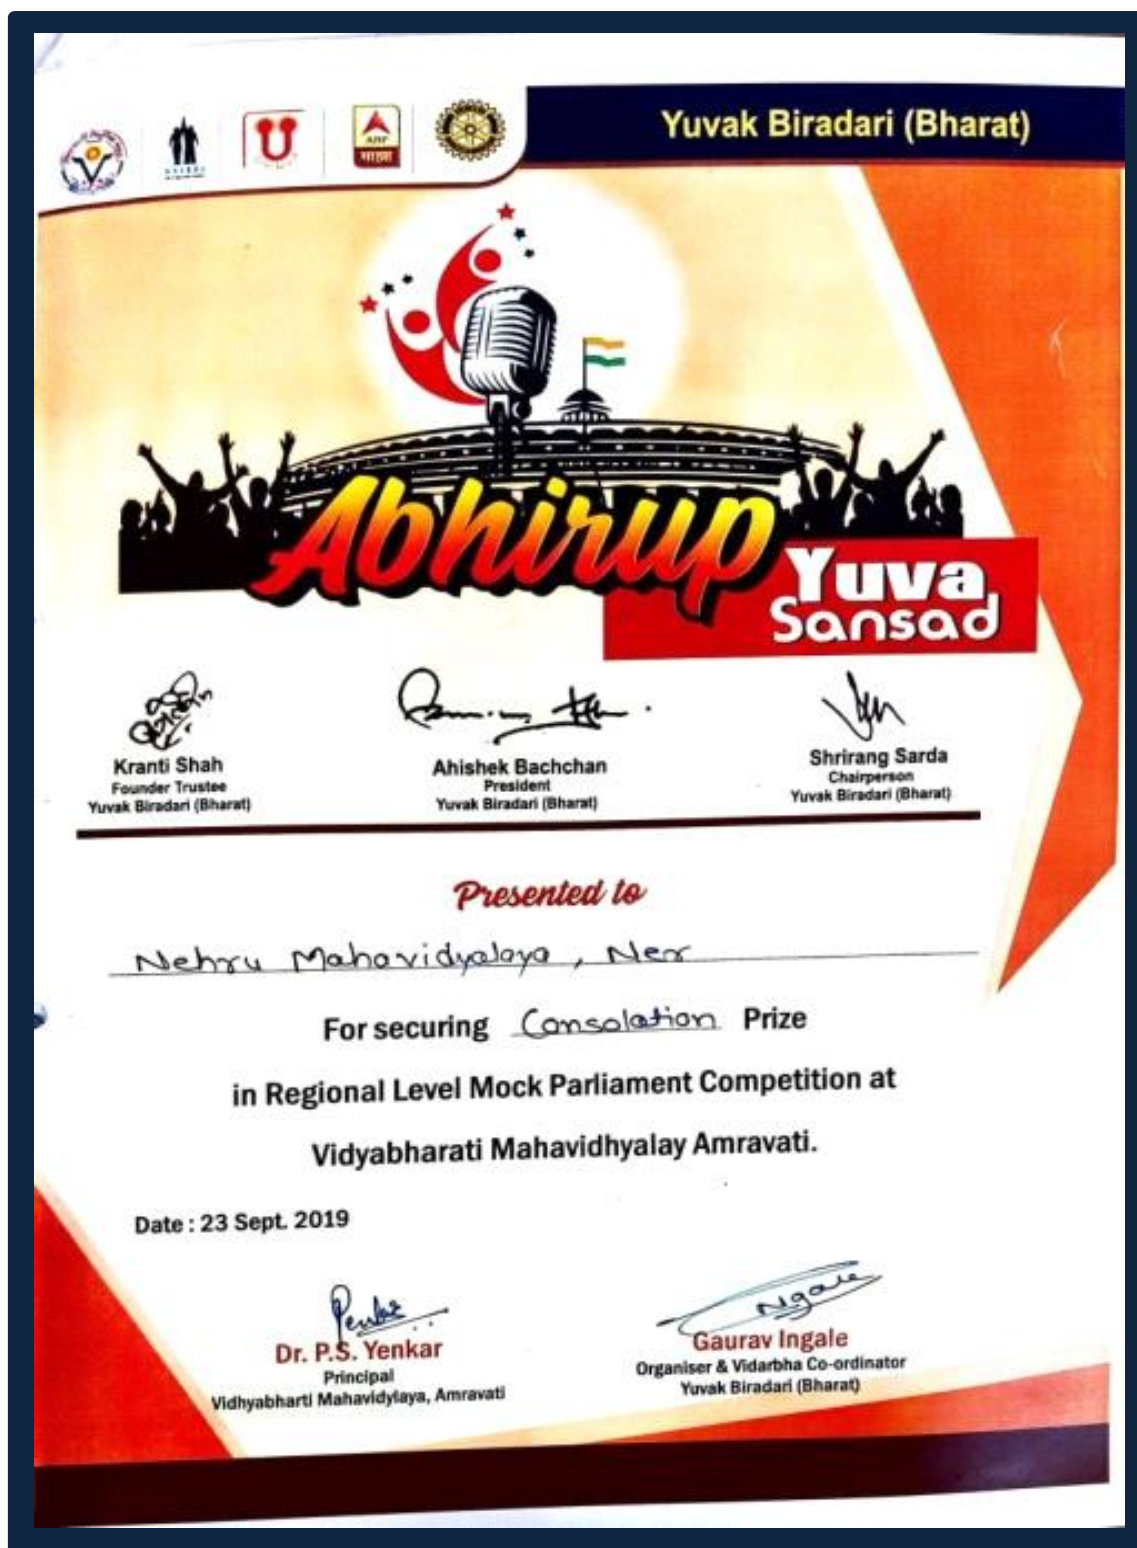 Yuvak Biradari (Bharat)
ABP
माझा
Abhirup
Yuva
Sansad
Kranti Shah
Founder Trustee
Yuvak Biradari (Bharat)
Ahishek Bachchan
President
Yuvak Biradari (Bharat)
Shrirang Sarda
Chairperson
Yuvak Biradari (Bharat)
Presented to
Nehru Mahavidyalaya, Ner
For securing Consolation Prize
in Regional Level Mock Parliament Competition at
Vidyabharati Mahavidhyalay Amravati.
Date : 23 Sept. 2019
Dr. P.S. Yenkar
Principal
Vidhyabharti Mahavidylaya, Amravati
Ngale
Gaurav Ingale
Organiser & Vidarbha Co-ordinator
Yuvak Biradari (Bharat)